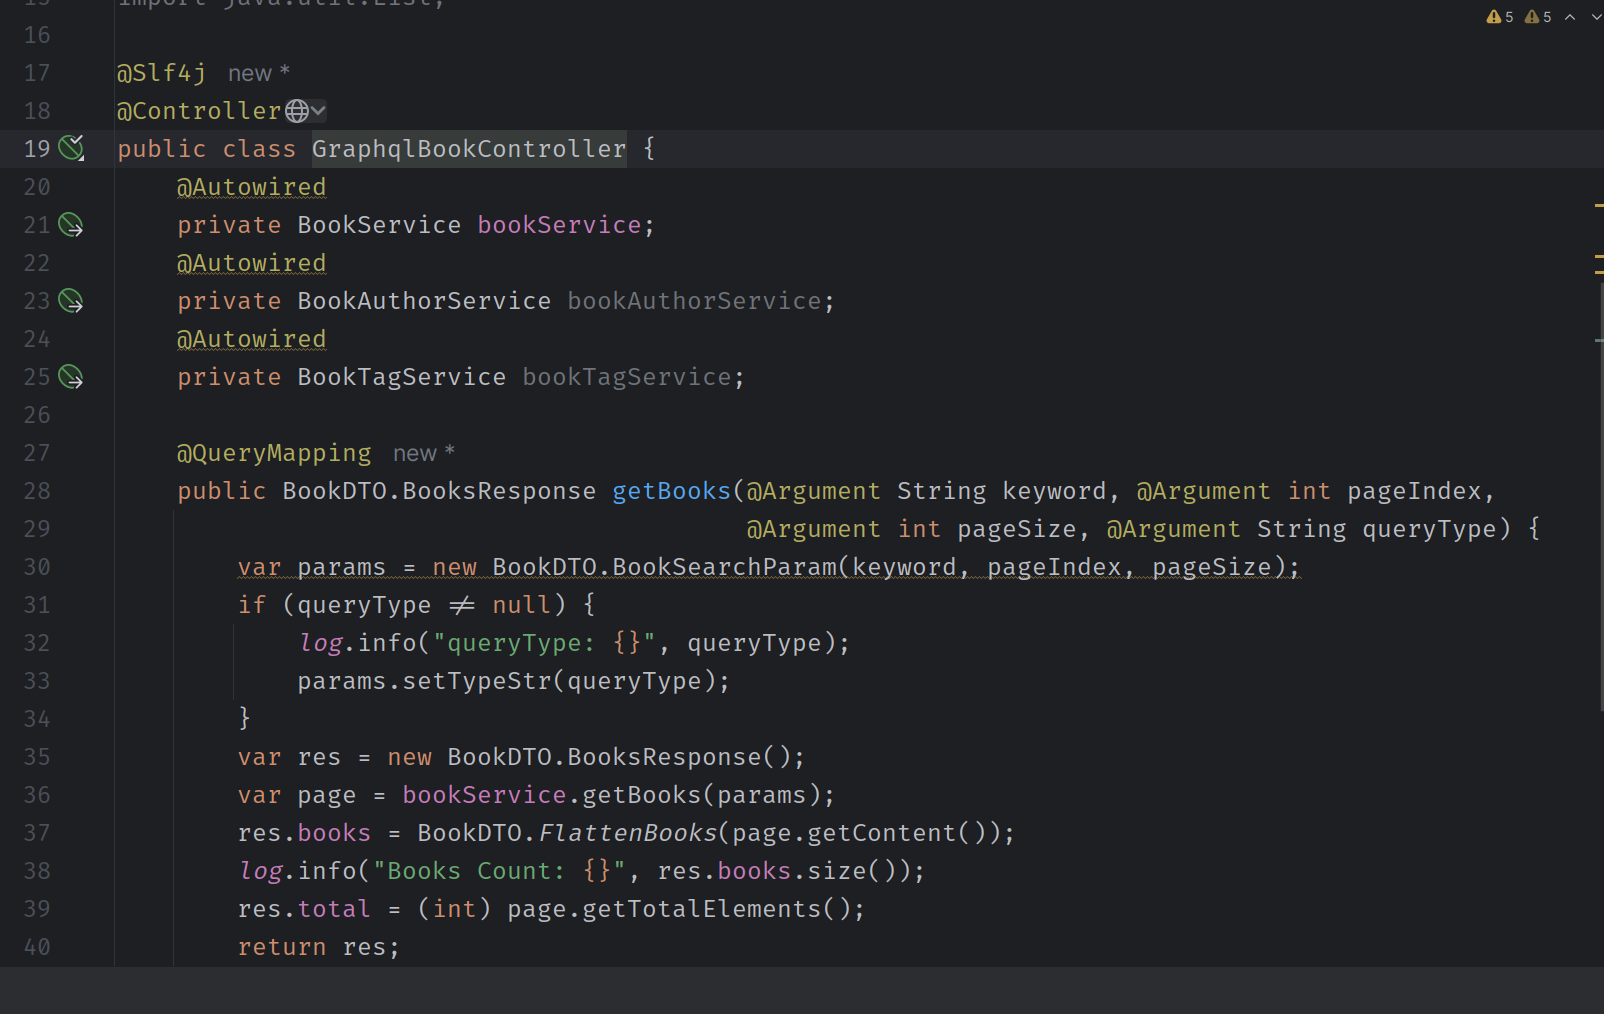 15 import java.util.List;
5 5
16
17 @Slf4j new *
18 @Controller
19 public class GraphqlBookController {
20 @Autowired
21 private BookService bookService;
22 @Autowired
23 private BookAuthorService bookAuthorService;
24 @Autowired
25 private BookTagService bookTagService;
26
27 @QueryMapping new *
28 public BookDTO.BooksResponse getBooks(@Argument String keyword, @Argument int pageIndex,
29 @Argument int pageSize, @Argument String queryType) {
30 var params = new BookDTO.BookSearchParam(keyword, pageIndex, pageSize);
31 if (queryType ≠ null) {
32 log.info("queryType: {}", queryType);
33 params.setTypeStr(queryType);
34 }
35 var res = new BookDTO.BooksResponse();
36 var page = bookService.getBooks(params);
37 res.books = BookDTO.FlattenBooks(page.getContent());
38 log.info("Books Count: {}", res.books.size());
39 res.total = (int) page.getTotalElements();
40 return res;